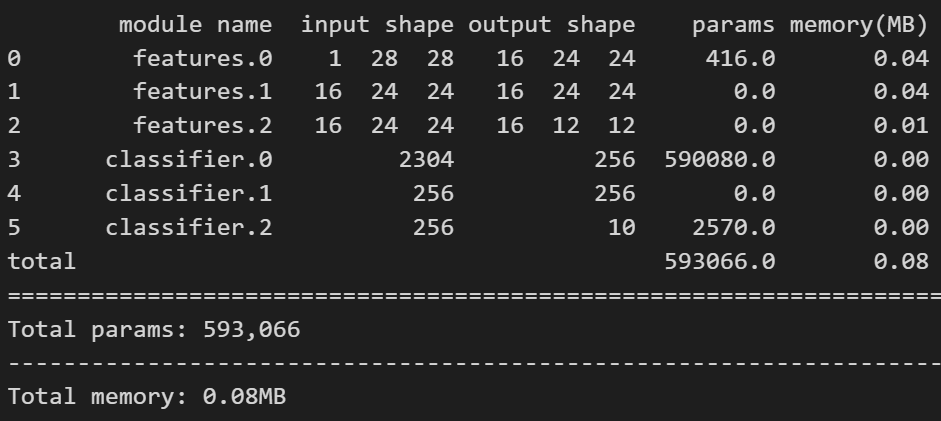 module name input shape output shape params memory(MB)
0 features.0 1 28 28 16 24 24 416.0 0.04
1 features.1 16 24 24 16 24 24 0.0 0.04
2 features.2 16 24 24 16 12 12 0.0 0.01
3 classifier.0 2304 256 590080.0 0.00
4 classifier.1 256 256 0.0 0.00
5 classifier.2 256 10 2570.0 0.00
total 593066.0 0.08
====================================================================
Total params: 593,066
--------------------------------------------------------------------
Total memory: 0.08MB